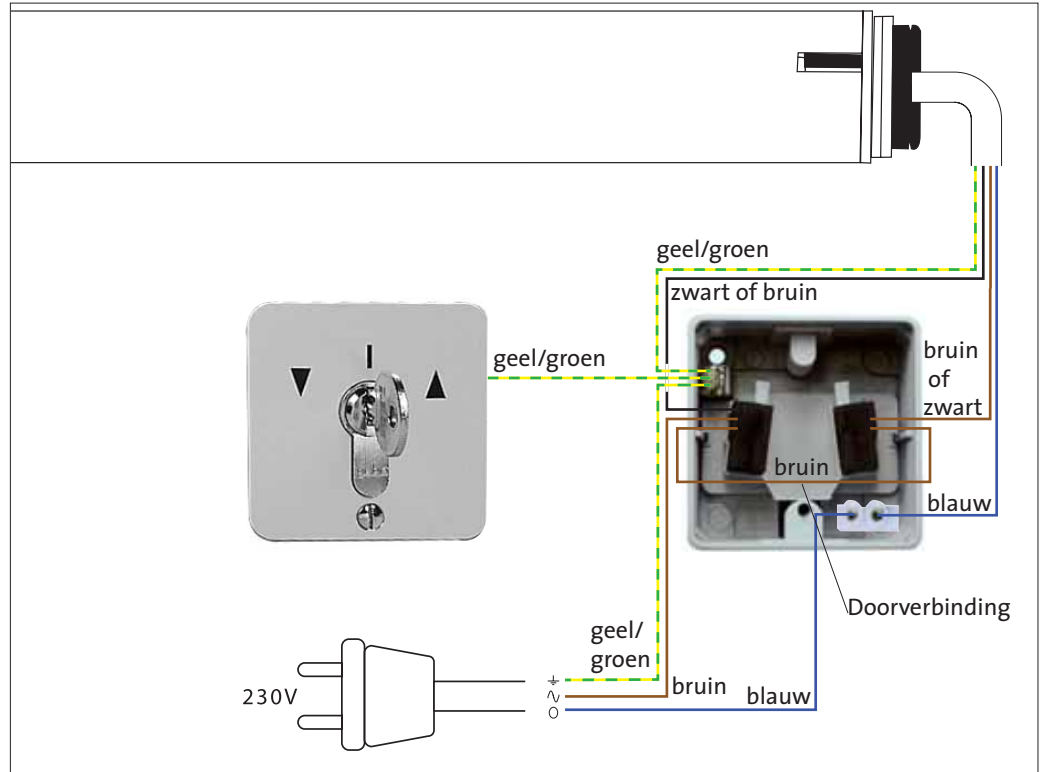 geel/groen
zwart of bruin
geel/groen
bruin
of
zwart
bruin
blauw
Doorverbinding
geel/
groen
bruin
blauw
230V